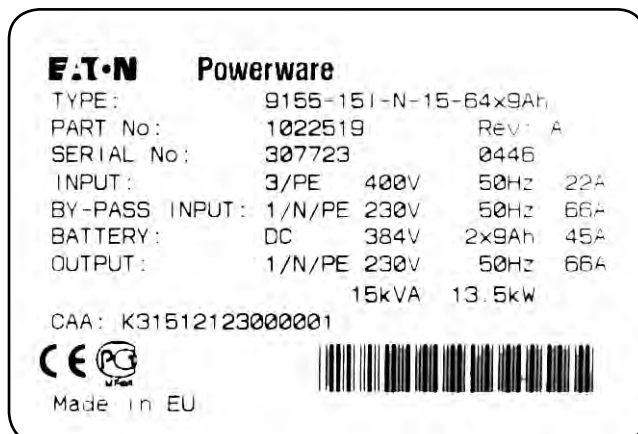 EATON Powerware
TYPE: 9155-15I-N-15-64x9Ah
PART No: 1022519 Rev: A
SERIAL No: 307723 0446
INPUT: 3/PE 400V 50Hz 22A
BY-PASS INPUT: 1/N/PE 230V 50Hz 66A
BATTERY: DC 384V 2x9Ah 45A
OUTPUT: 1/N/PE 230V 50Hz 66A
15kVA 13.5kW
CAA: K31512123000001
CE
Made in EU